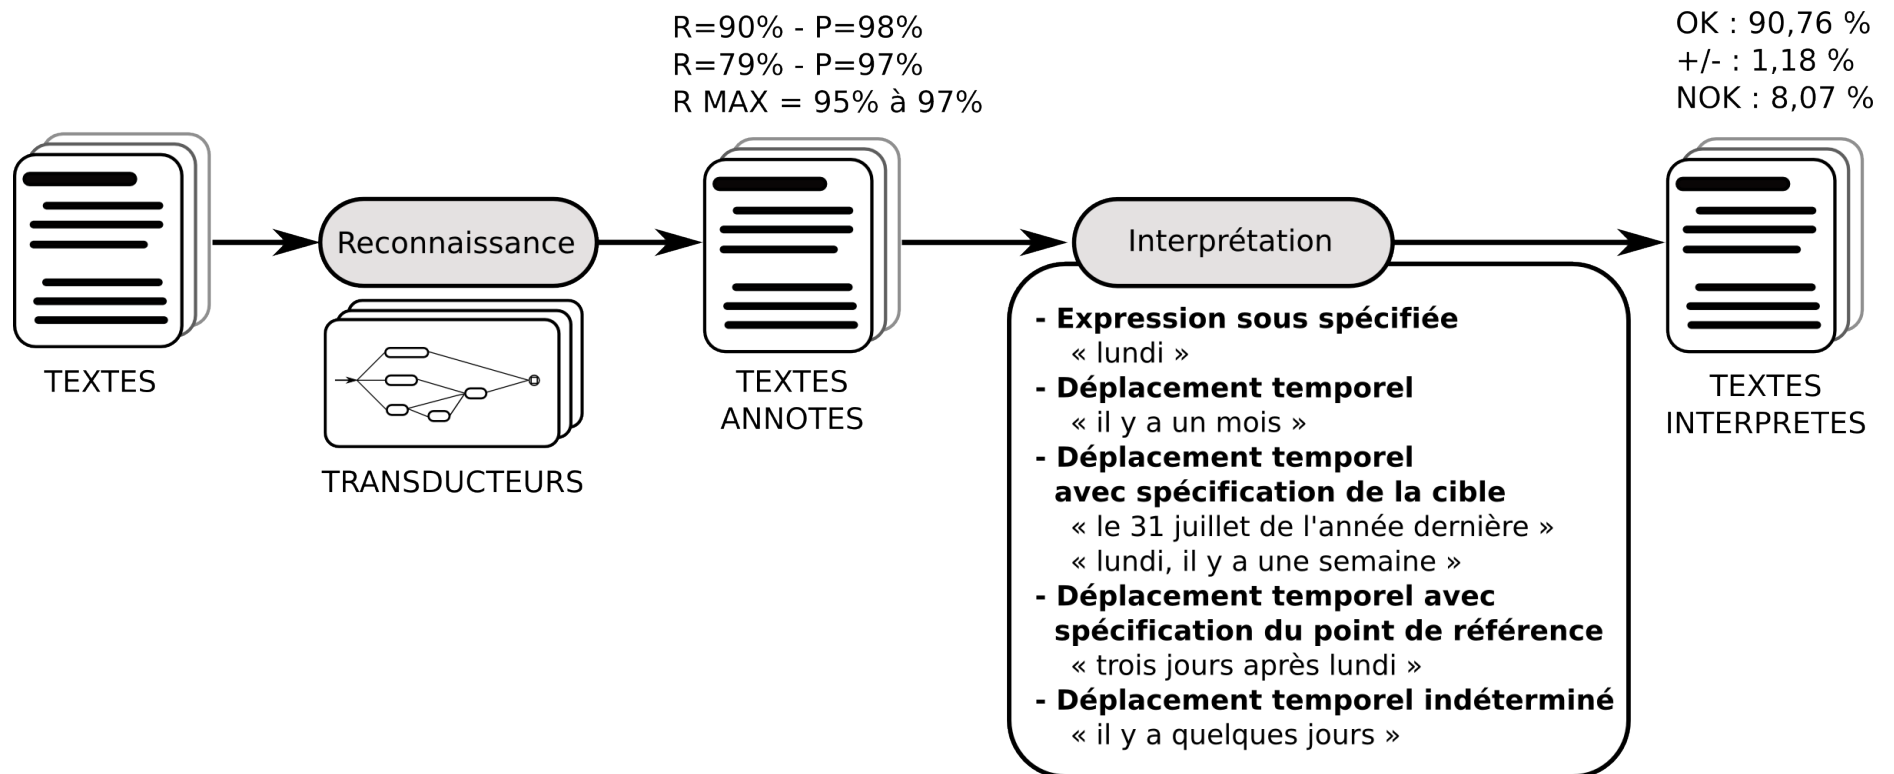 R=90% - P=98%
R=79% - P=97%
R MAX = 95% à 97%
OK : 90,76 %
+/- : 1,18 %
NOK : 8,07 %
TEXTES
Reconnaissance
TRANSDUCTEURS
TEXTES
ANNOTES
Interprétation
- Expression sous spécifiée
« lundi »
- Déplacement temporel
« il y a un mois »
- Déplacement temporel
avec spécification de la cible
« le 31 juillet de l'année dernière »
« lundi, il y a une semaine »
- Déplacement temporel avec
spécification du point de référence
« trois jours après lundi »
- Déplacement temporel indéterminé
« il y a quelques jours »
TEXTES
INTERPRETES